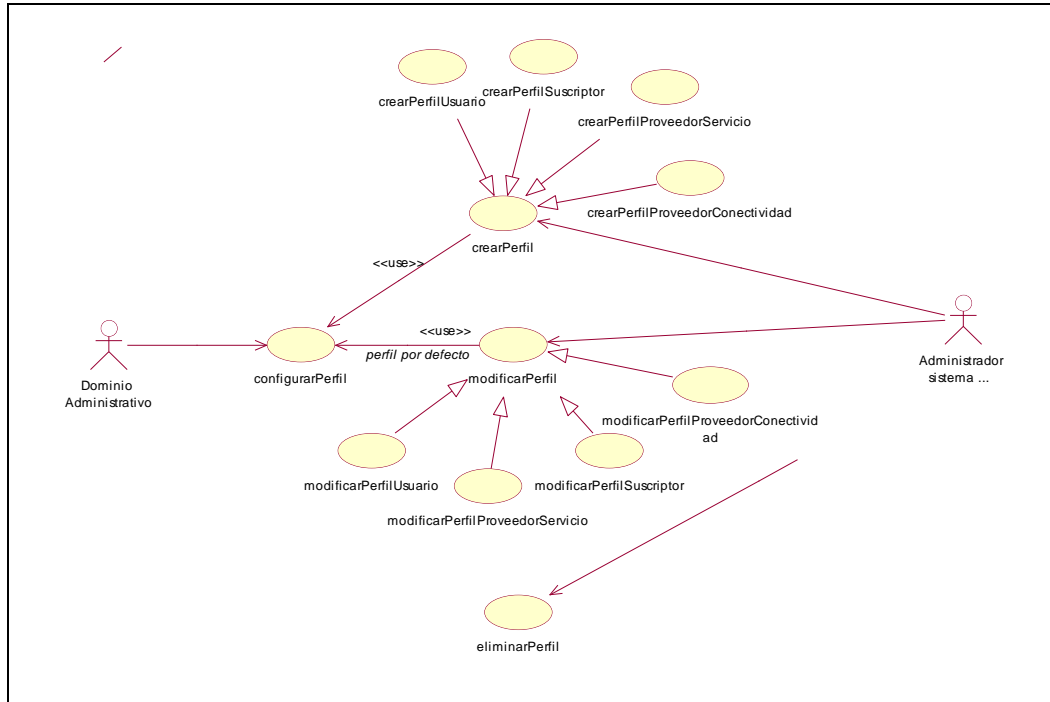 crearPerfilUsuario
crearPerfilSuscriptor
crearPerfilProveedorServicio
crearPerfilProveedorConectividad
crearPerfil
<<use>>
<<use>>
perfil por defecto
Dominio
Administrativo
configurarPerfil
modificarPerfil
Administrador
sistema ...
modificarPerfilProveedorConectivid
ad
modificarPerfilUsuario
modificarPerfilSuscriptor
modificarPerfilProveedorServicio
eliminarPerfil